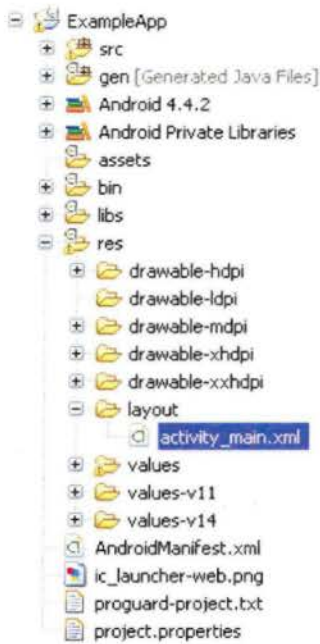 ExampleApp
src
gen [Generated Java Files]
Android 4.4.2
Android Private Libraries
assets
bin
libs
res
drawable-hdpi
drawable-ldpi
drawable-mdpi
drawable-xhdpi
drawable-xxhdpi
layout
activity_main.xml
values
values-v11
values-v14
AndroidManifest.xml
ic_launcher-web.png
proguard-project.txt
project.properties